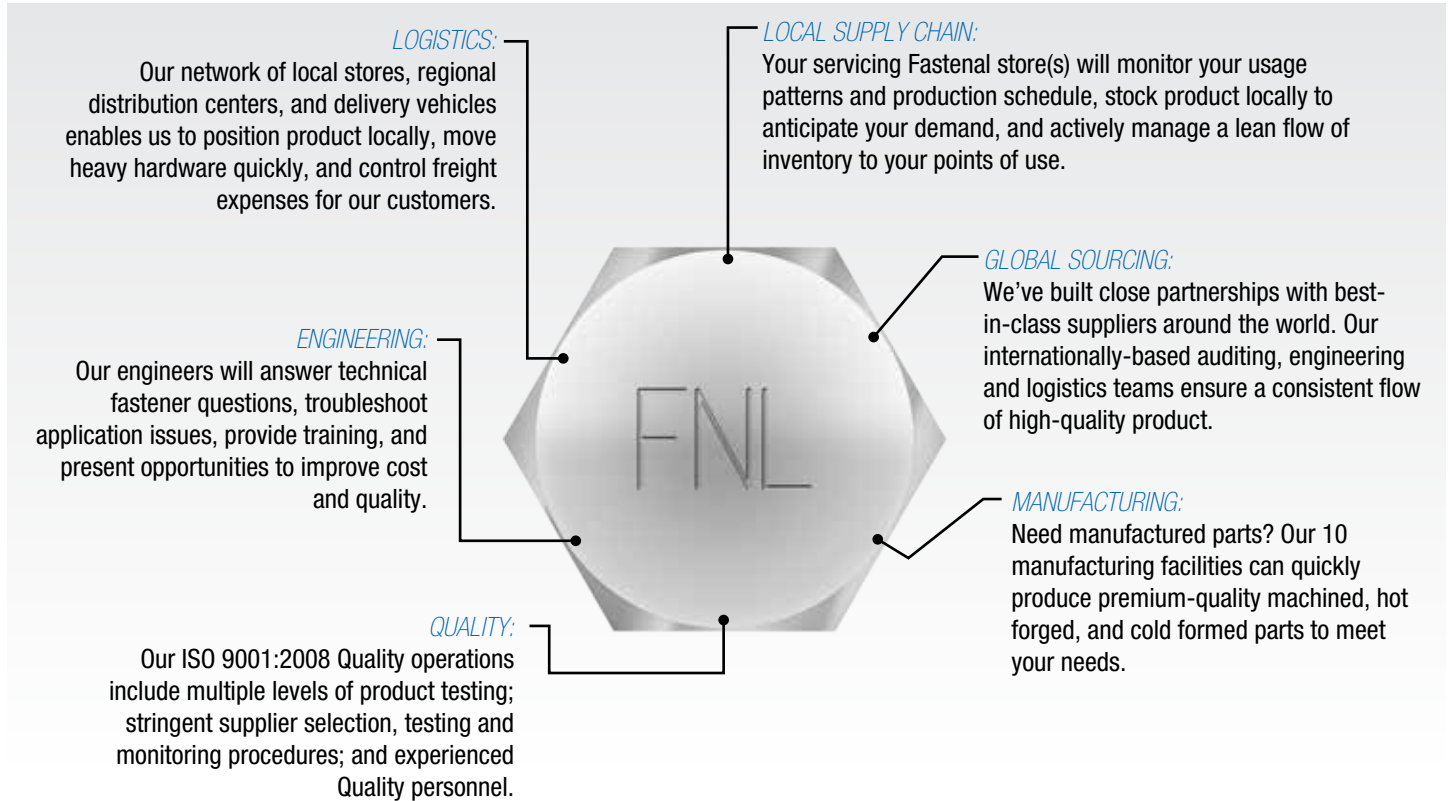 LOGISTICS:
Our network of local stores, regional
distribution centers, and delivery vehicles
enables us to position product locally, move
heavy hardware quickly, and control freight
expenses for our customers.
LOCAL SUPPLY CHAIN:
Your servicing Fastenal store(s) will monitor your usage
patterns and production schedule, stock product locally to
anticipate your demand, and actively manage a lean flow of
inventory to your points of use.
GLOBAL SOURCING:
We’ve built close partnerships with best-
in-class suppliers around the world. Our
internationally-based auditing, engineering
and logistics teams ensure a consistent flow
of high-quality product.
ENGINEERING:
Our engineers will answer technical
fastener questions, troubleshoot
application issues, provide training, and
present opportunities to improve cost
and quality.
FNL
MANUFACTURING:
Need manufactured parts? Our 10
manufacturing facilities can quickly
produce premium-quality machined, hot
forged, and cold formed parts to meet
your needs.
QUALITY:
Our ISO 9001:2008 Quality operations
include multiple levels of product testing;
stringent supplier selection, testing and
monitoring procedures; and experienced
Quality personnel.